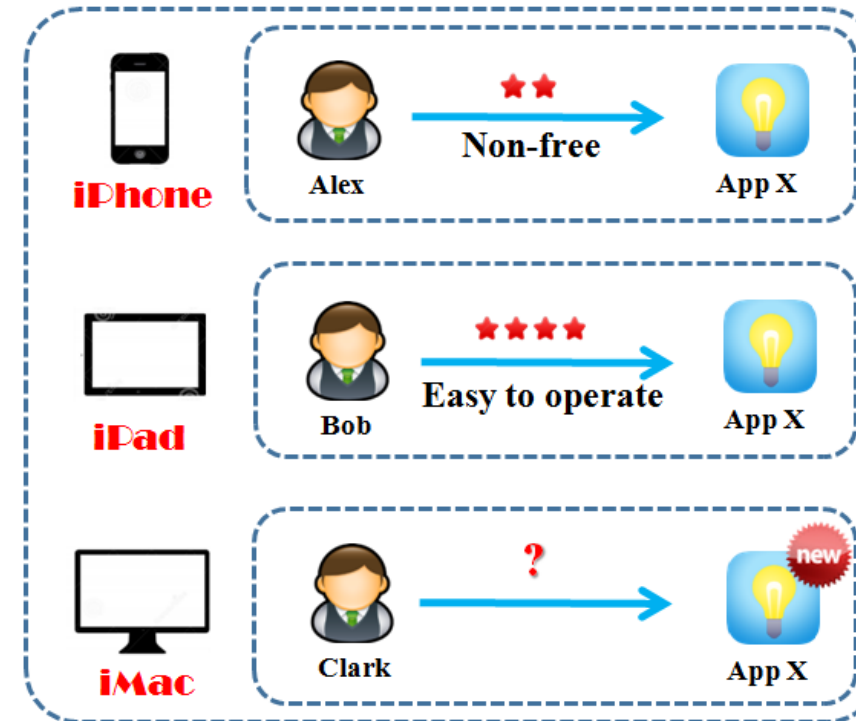 Non-free
Alex
App X
iPhone
Easy to operate
Bob
App X
iPad
?
new
Clark
App X
iMac